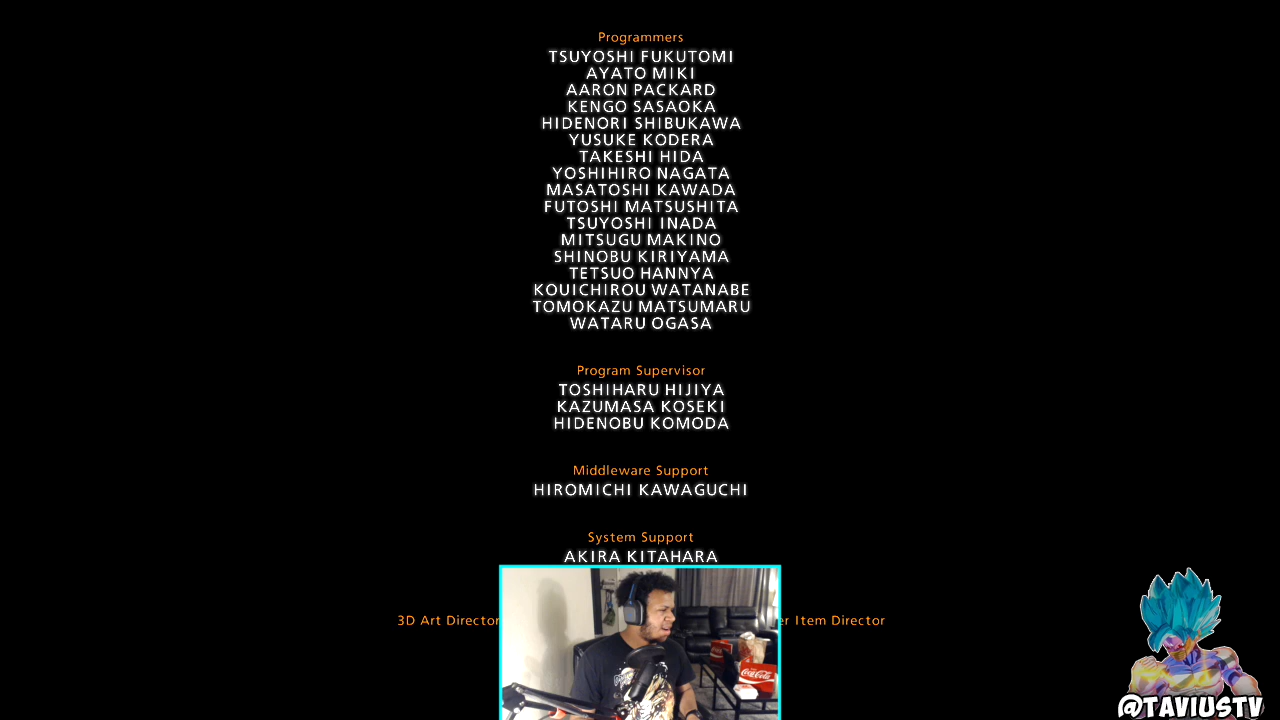 Programmers
TSUYOSHI FUKUTOMI
AYATO MIKI
AARON PACKARD
KENGO SASAOKA
HIDENORI SHIBUKAWA
YUSUKE KODERA
TAKESHI HIDA
YOSHIHIRO NAGATA
MASATOSHI KAWADA
FUTOSHI MATSUSHITA
TSUYOSHI INADA
MITSUGU MAKINO
SHINOBU KIRIYAMA
TETSUO HANNYA
KOUICHIROU WATANABE
TOMOKAZU MATSUMARU
WATARU OGASA
Program Supervisor
TOSHIHARU HIJIYA
KAZUMASA KOSEKI
HIDENOBU KOMODA
Middleware Support
HIROMICHI KAWAGUCHI
System Support
AKIRA KITAHARA
3D Art Director
Item Director
Coca-Cola
@TAVIUSTV